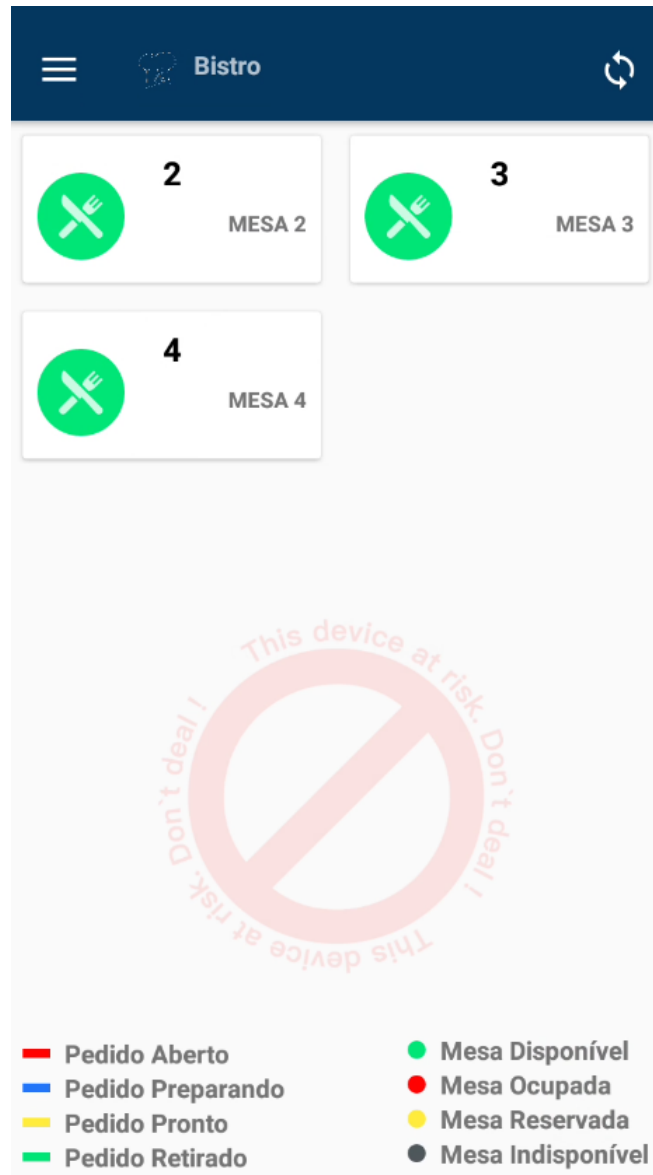 Bistro
2
MESA 2
3
MESA 3
4
MESA 4
This device at risk. Don`t deal !
This device at risk. Don`t deal !
Pedido Aberto
Pedido Preparando
Pedido Pronto
Pedido Retirado
Mesa Disponível
Mesa Ocupada
Mesa Reservada
Mesa Indisponível